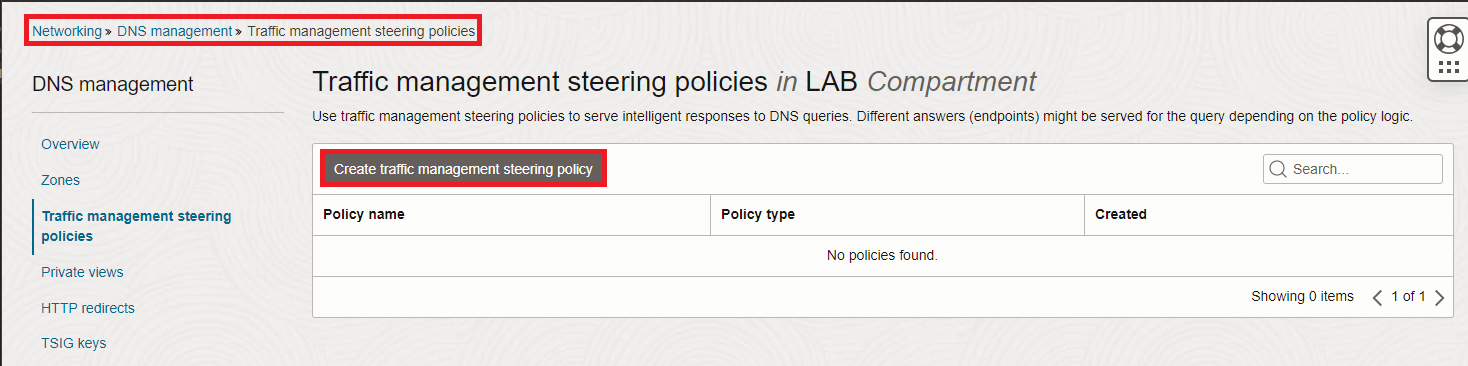 Networking » DNS management » Traffic management steering policies
DNS management
Overview
Zones
Traffic management steering
policies
Private views
HTTP redirects
TSIG keys
Traffic management steering policies in LAB Compartment
Use traffic management steering policies to serve intelligent responses to DNS queries. Different answers (endpoints) might be served for the query depending on the policy logic.
Create traffic management steering policy
Search...
Policy name Policy type Created
No policies found.
Showing 0 items < 1 of 1 >